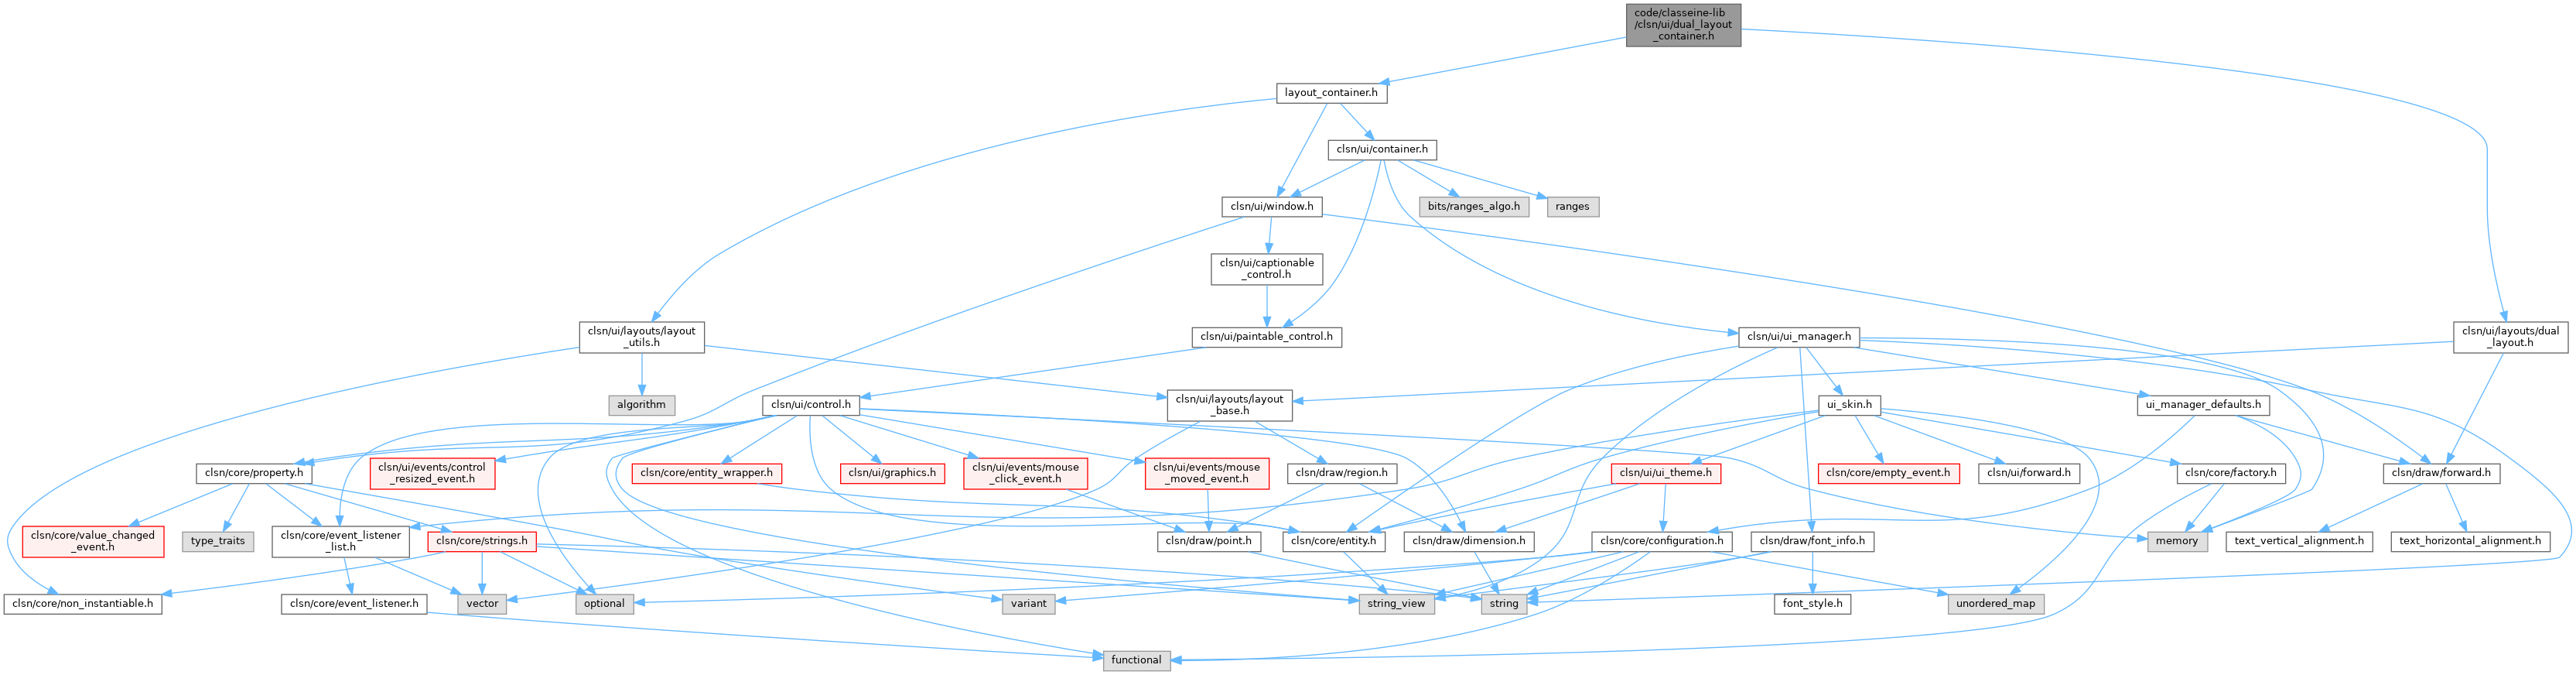 code/classeine-lib
/clsn/ui/dual_layout
_container.h
layout_container.h
clsn/ui/container.h
clsn/ui/window.h
bits/ranges_algo.h
ranges
clsn/ui/captionable
_control.h
clsn/ui/layouts/layout
_utils.h
clsn/ui/paintable_control.h
clsn/ui/ui_manager.h
clsn/ui/layouts/dual
_layout.h
algorithm
clsn/ui/control.h
clsn/ui/layouts/layout
_base.h
ui_skin.h
ui_manager_defaults.h
clsn/core/property.h
clsn/ui/events/control
_resized_event.h
clsn/core/entity_wrapper.h
clsn/ui/graphics.h
clsn/ui/events/mouse
_click_event.h
clsn/ui/events/mouse
_moved_event.h
clsn/draw/region.h
clsn/ui/ui_theme.h
clsn/core/empty_event.h
clsn/ui/forward.h
clsn/core/factory.h
clsn/draw/forward.h
clsn/core/value_changed
_event.h
type_traits
clsn/core/event_listener
_list.h
clsn/core/strings.h
clsn/draw/point.h
clsn/core/entity.h
clsn/draw/dimension.h
clsn/core/configuration.h
clsn/draw/font_info.h
memory
text_vertical_alignment.h
text_horizontal_alignment.h
clsn/core/non_instantiable.h
clsn/core/event_listener.h
vector
optional
variant
string_view
string
font_style.h
unordered_map
functional